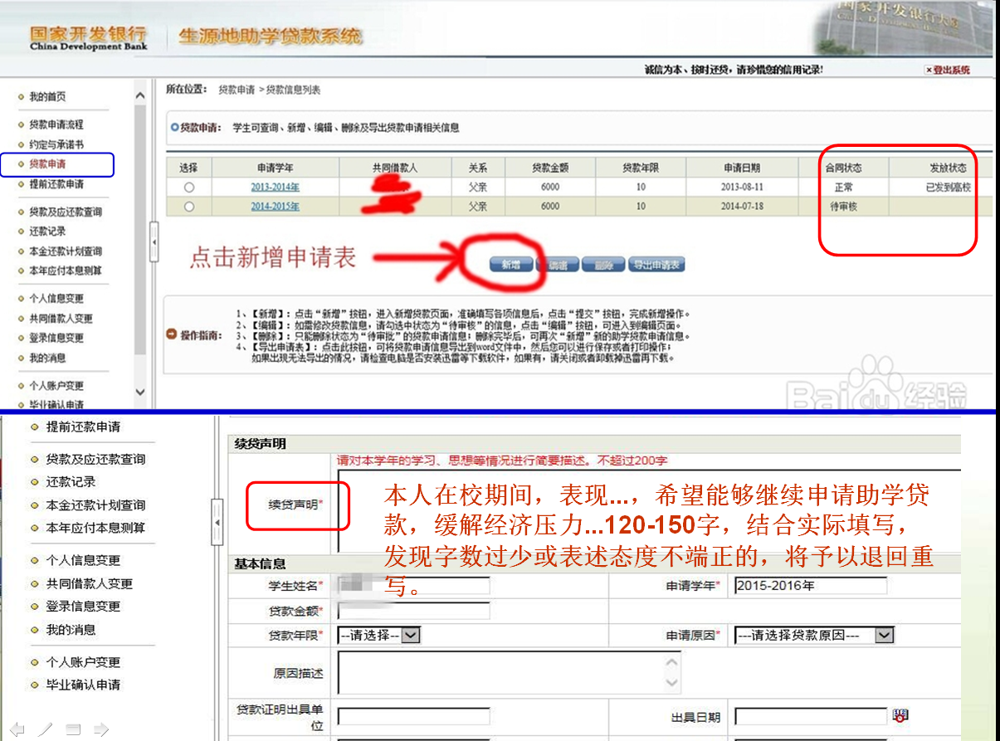 国家开发银行
China Development Bank
生源地助学贷款系统
国家开发银行大厦
诚信为本、按时还贷,请珍惜您的信用记录!
×登出系统
我的首页
贷款申请流程
约定与承诺书
贷款申请
提前还款申请
贷款及应还款查询
还款记录
本金还款计划查询
本年应付本息测算
个人信息变更
共同借款人变更
登录信息变更
我的消息
个人账户变更
毕业确认申请
所在位置: 贷款申请 >贷款信息列表
贷款申请: 学生可查询、新增、编辑、删除及导出贷款申请相关信息
选择 申请学年 共同借款人 关系 贷款金额 贷款年限 申请日期 合同状态 发放状态
2013-2014年 父亲 6000 10 2013-08-11 正常 已发到高校
2014-2015年 父亲 6000 10 2014-07-18 待审核
点击新增申请表
新增 编辑 删除 导出申请表
操作指南:
1、【新增】:点击“新增”按钮,进入新增贷款页面,准确填写各项信息后,点击“提交”按钮,完成新增操作。
2、【编辑】:如需修改贷款信息,请勾选中状态为“待审核”的信息,点击“编辑”按钮,可进入到编辑页面。
3、【删除】:只能删除状态为“待审批”的贷款申请信息;删除完毕后,可再次“新增”新的助学贷款申请信息。
4、【导出申请表】:点击此按钮,可将贷款申请信息导出到word文件中,然后您可以进行保存或者打印操作;
如果出现无法导出的情况,请检查电脑是否安装迅雷等下载软件,如果有,请关闭或者卸载掉迅雷再下载。
Baidu经验
提前还款申请
贷款及应还款查询
还款记录
本金还款计划查询
本年应付本息测算
个人信息变更
共同借款人变更
登录信息变更
我的消息
个人账户变更
毕业确认申请
续贷声明
请对本学年的学习、思想等情况进行简要描述。不超过200字
续贷声明*
本人在校期间,表现...,希望能够继续申请助学贷
款,缓解经济压力...120-150字,结合实际填写,
发现字数过少或表述态度不端正的,将予以退回重
写。
基本信息
学生姓名* 申请学年* 2015-2016年
贷款金额*
贷款年限* --请选择-- 申请原因* ---请选择贷款原因---
原因描述
贷款证明出具单
位
出具日期